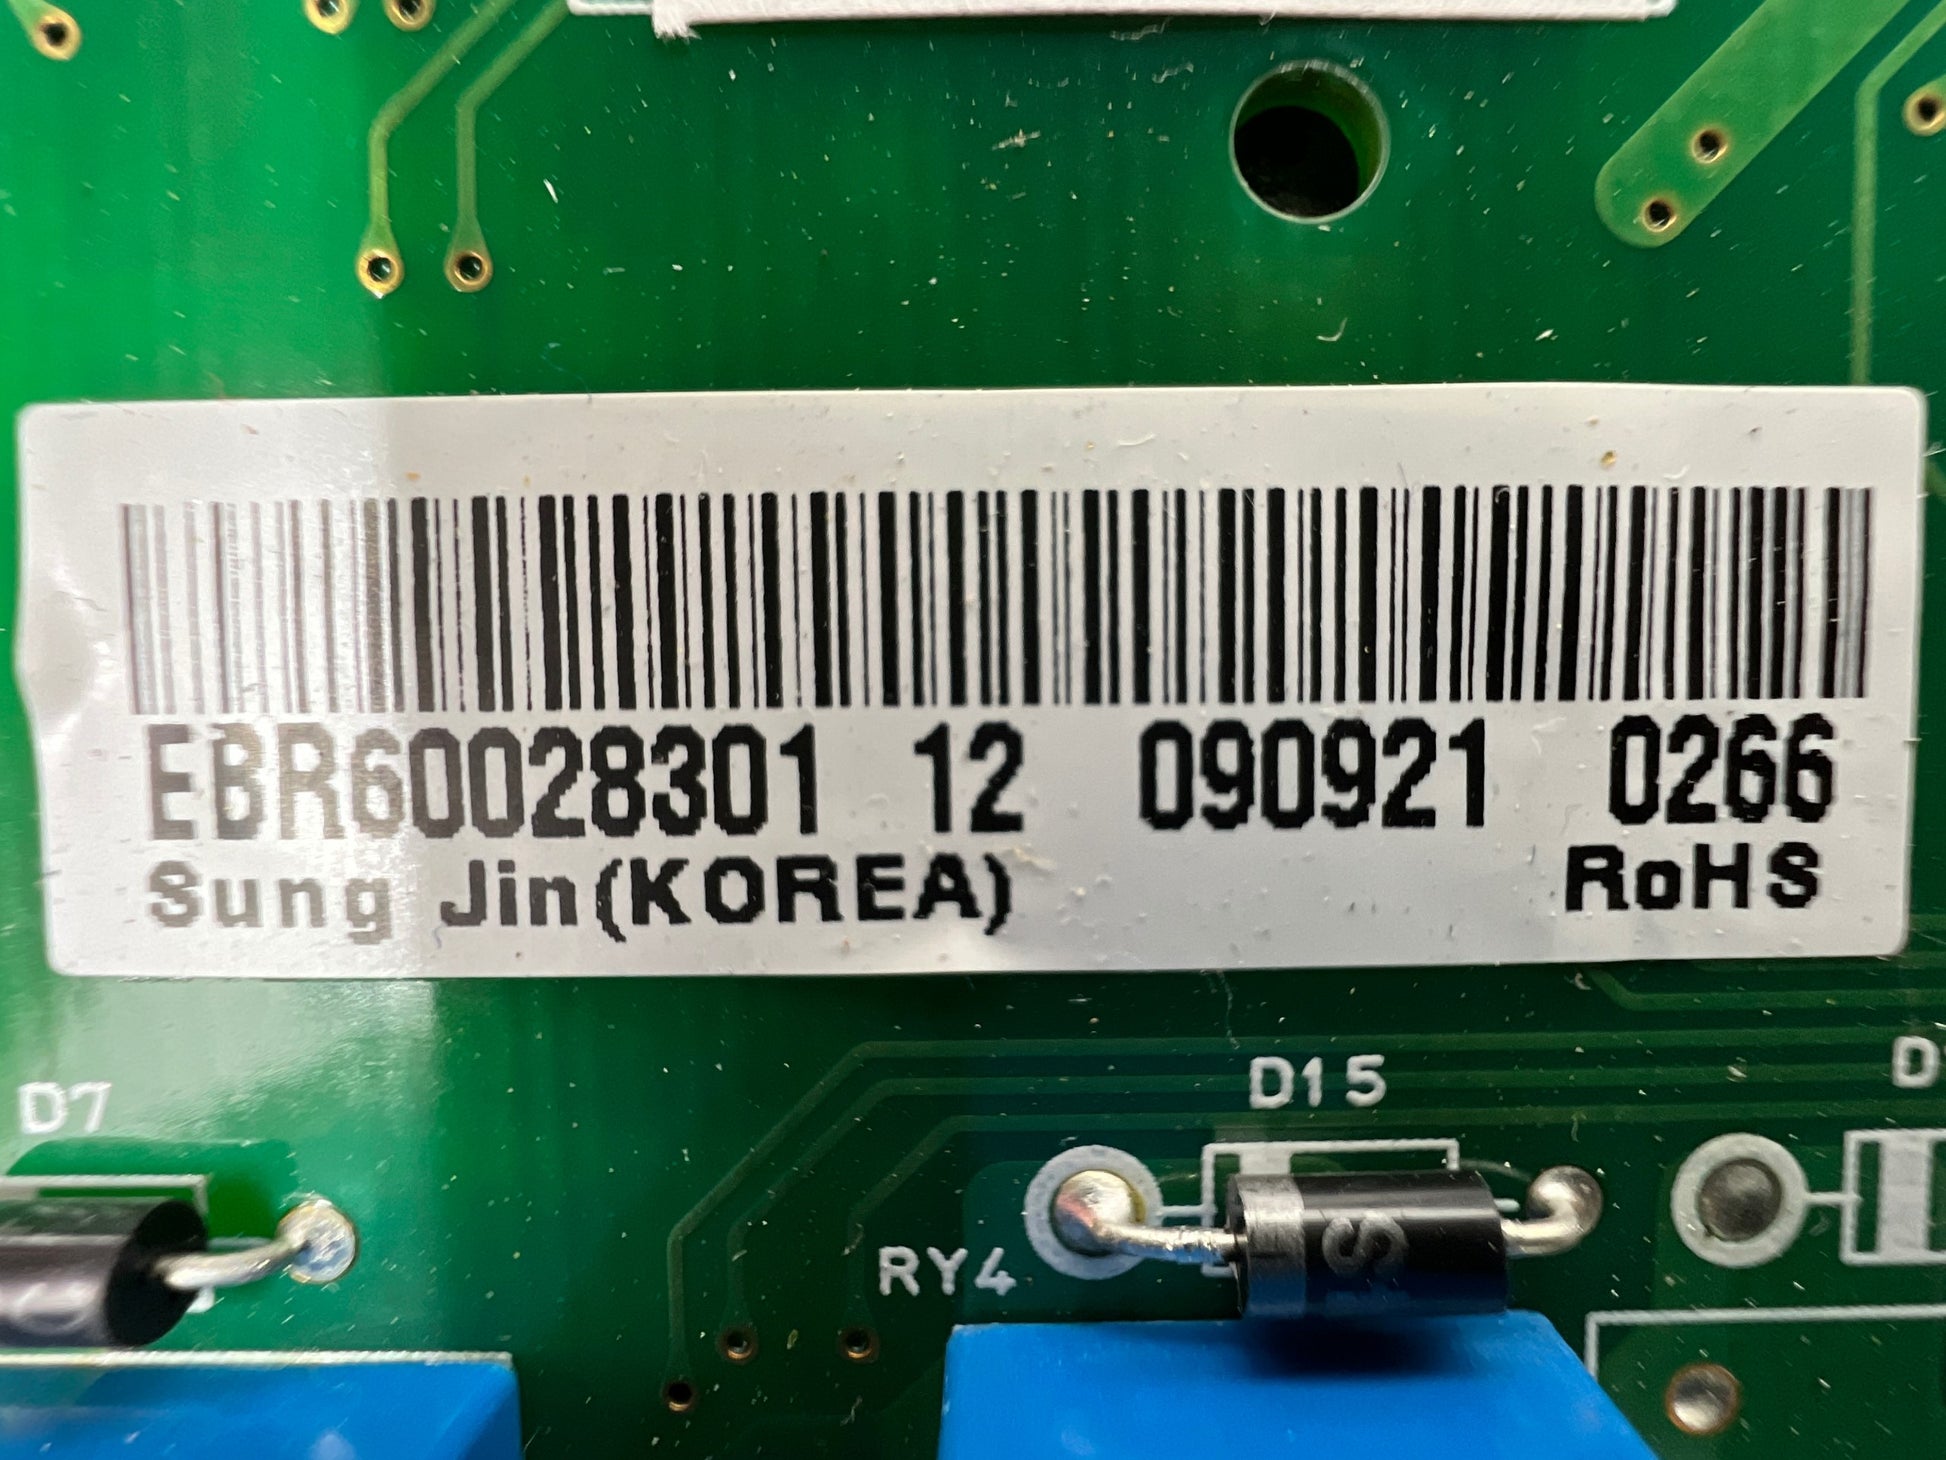 EBR60028301 12 090921 0266
Sung Jin(KOREA) RoHS
D7
D15
RY4
S